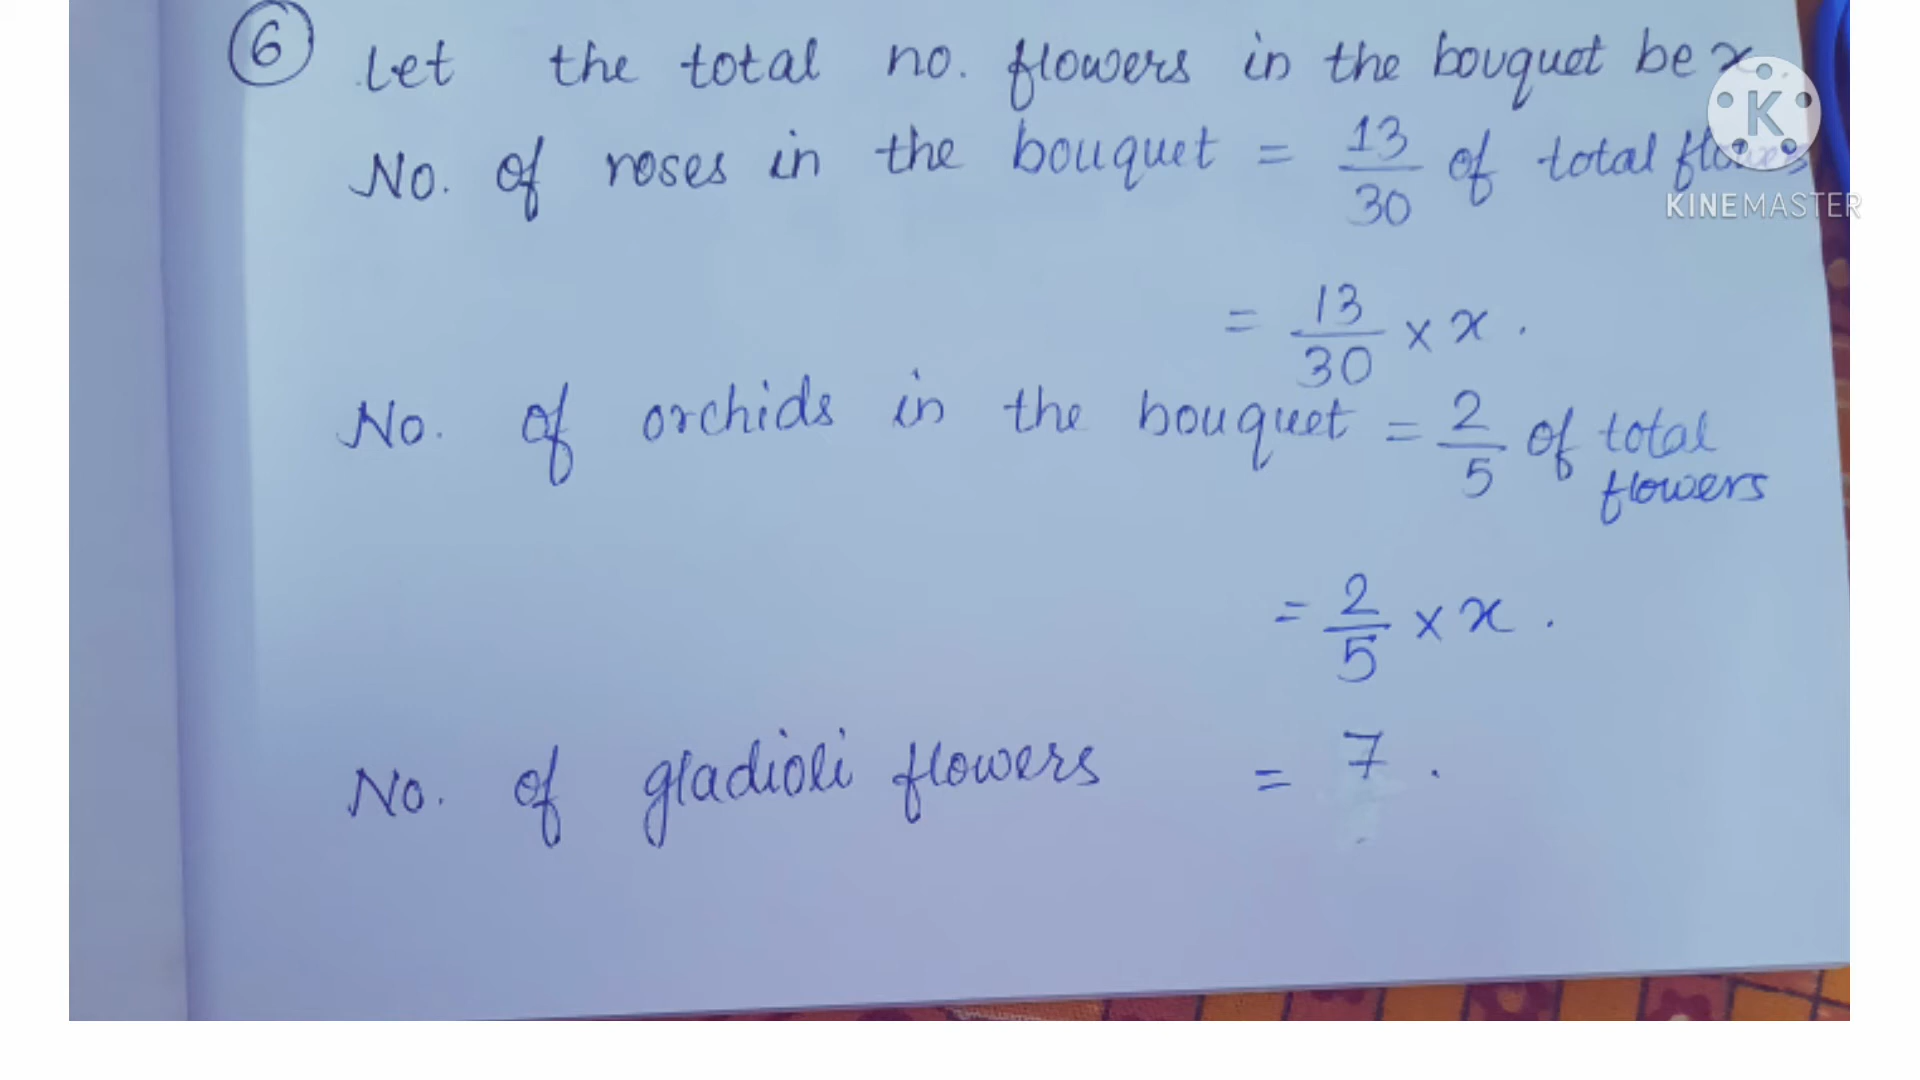 6 Let the total no. flowers in the bouquet be x.
No. of roses in the bouquet = 13/30 of total flowers
= 13/30 × x.
No. of orchids in the bouquet = 2/5 of total
flowers
= 2/5 × x.
No. of gladioli flowers = 7.
K
KINEMASTER